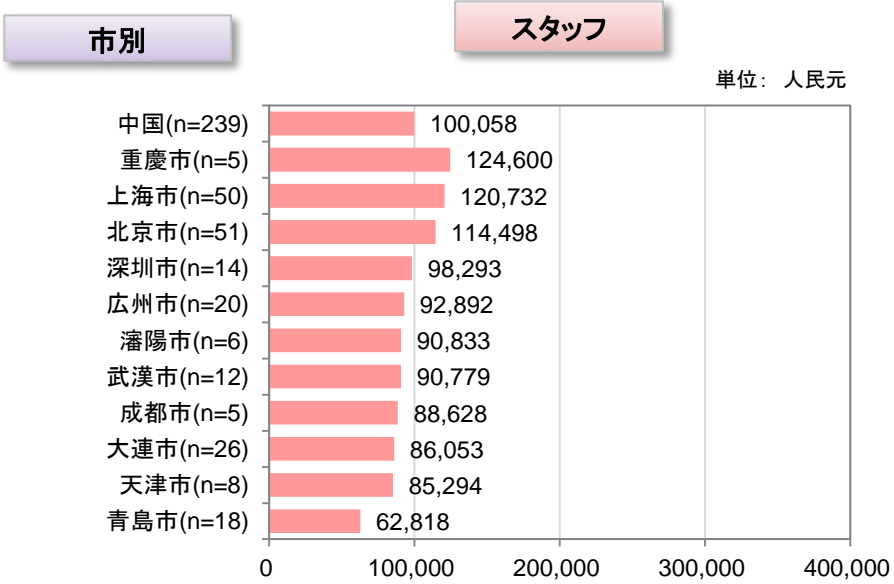 市別
スタッフ
単位： 人民元
中国(n=239) 100,058
重慶市(n=5) 124,600
上海市(n=50) 120,732
北京市(n=51) 114,498
深圳市(n=14) 98,293
広州市(n=20) 92,892
瀋陽市(n=6) 90,833
武漢市(n=12) 90,779
成都市(n=5) 88,628
大連市(n=26) 86,053
天津市(n=8) 85,294
青島市(n=18) 62,818
0 100,000 200,000 300,000 400,000